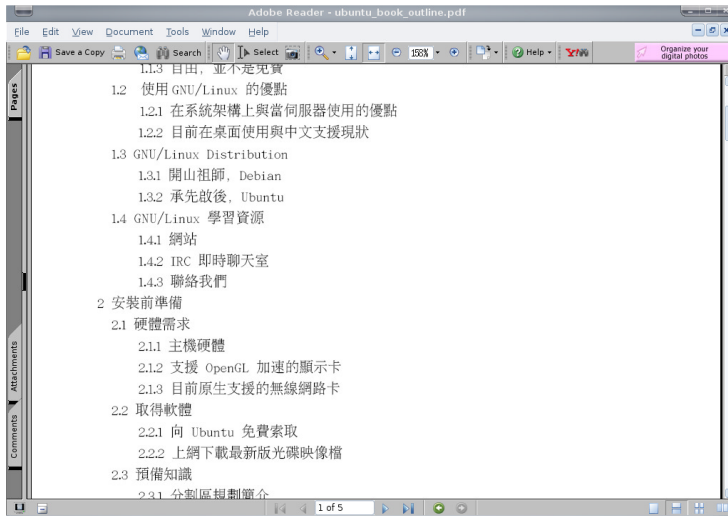 Adobe Reader - ubuntu_book_outline.pdf
File Edit View Document Tools Window Help
Save a Copy Search Select 158% Help Y! Organize your digital photos
Pages
1.1.3 自由, 並不是免費
1.2 使用 GNU/Linux 的優點
1.2.1 在系統架構上與當伺服器使用的優點
1.2.2 目前在桌面使用與中文支援現狀
1.3 GNU/Linux Distribution
1.3.1 開山祖師, Debian
1.3.2 承先啟後, Ubuntu
1.4 GNU/Linux 學習資源
1.4.1 網站
1.4.2 IRC 即時聊天室
1.4.3 聯絡我們
2 安裝前準備
2.1 硬體需求
2.1.1 主機硬體
2.1.2 支援 OpenGL 加速的顯示卡
2.1.3 目前原生支援的無線網路卡
2.2 取得軟體
2.2.1 向 Ubuntu 免費索取
2.2.2 上網下載最新版光碟映像檔
2.3 預備知識
2.3.1 分割區規劃簡介
Attachments
Comments
1 of 5